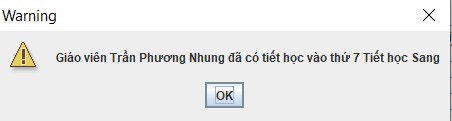 Warning
Giáo viên Trần Phương Nhung đã có tiết học vào thứ 7 Tiết học Sang
OK